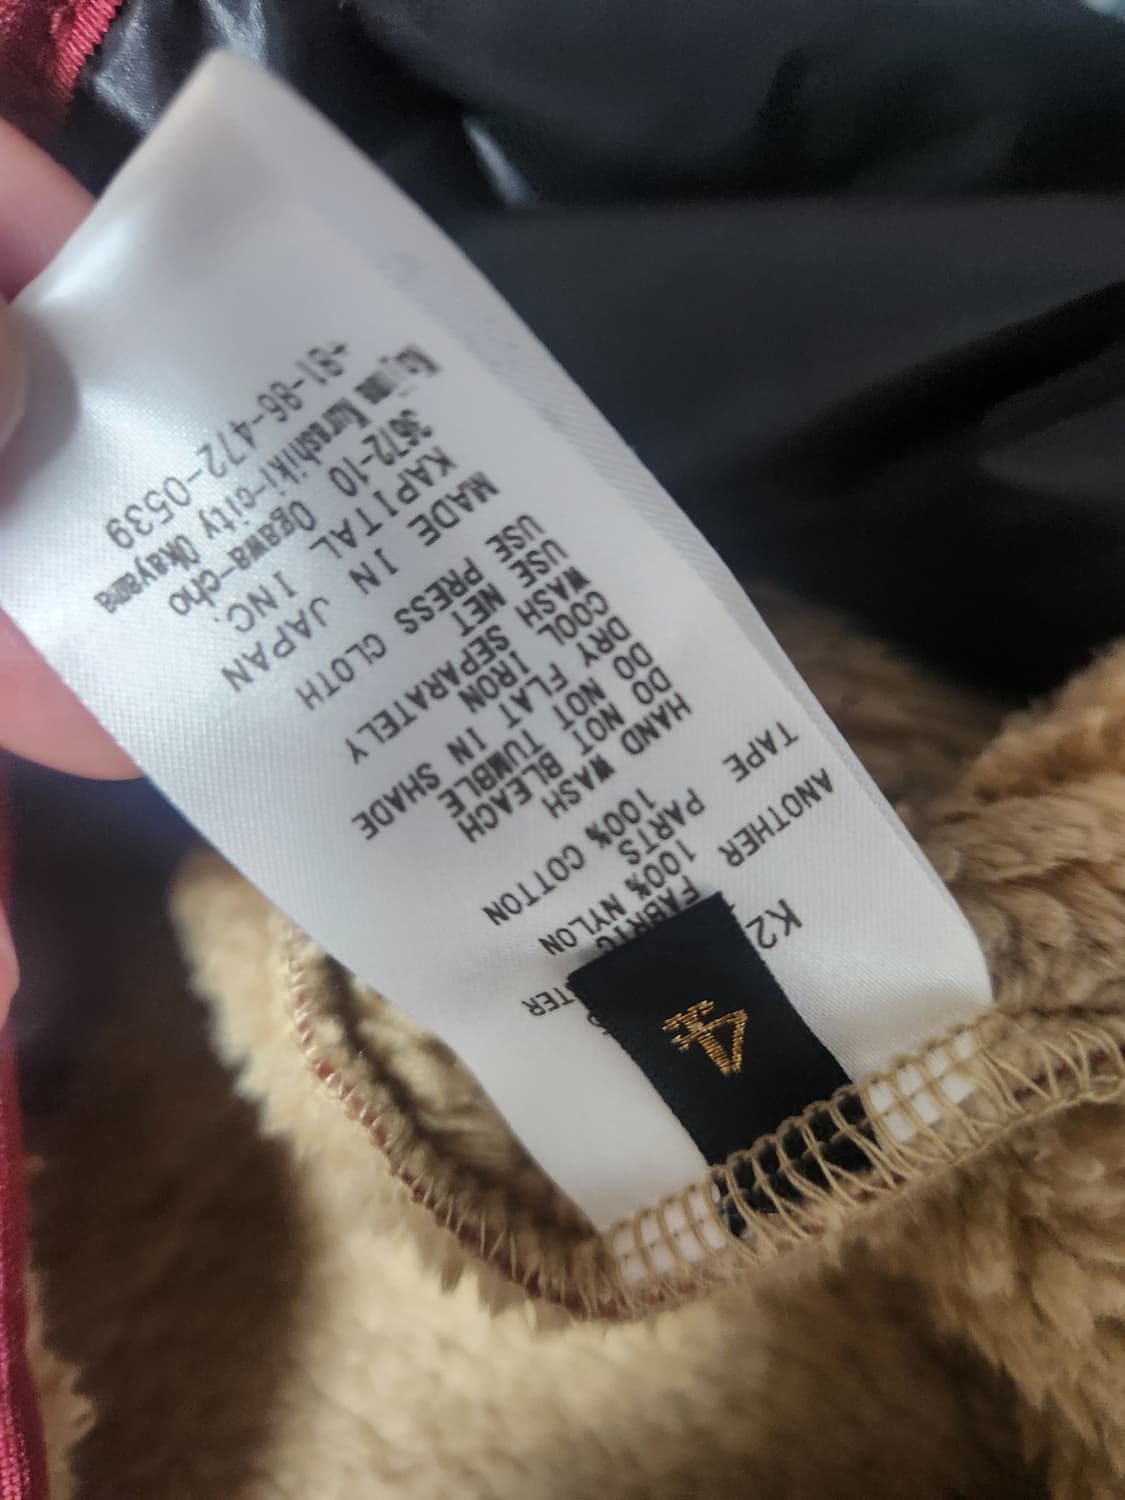 K2
ANOTHER
TAPE
100% NYLON
PARTS
100% COTTON
HAND WASH
DO NOT BLEACH
DO NOT TUMBLE
DRY FLAT IN SHADE
COOL IRON
WASH SEPARATELY
USE NET
USE PRESS CLOTH
MADE IN JAPAN
KAPITAL INC.
3672-10 Ogawa-cho
Kojima Kurashiki-city Okayama
+81-86-472-0539
4